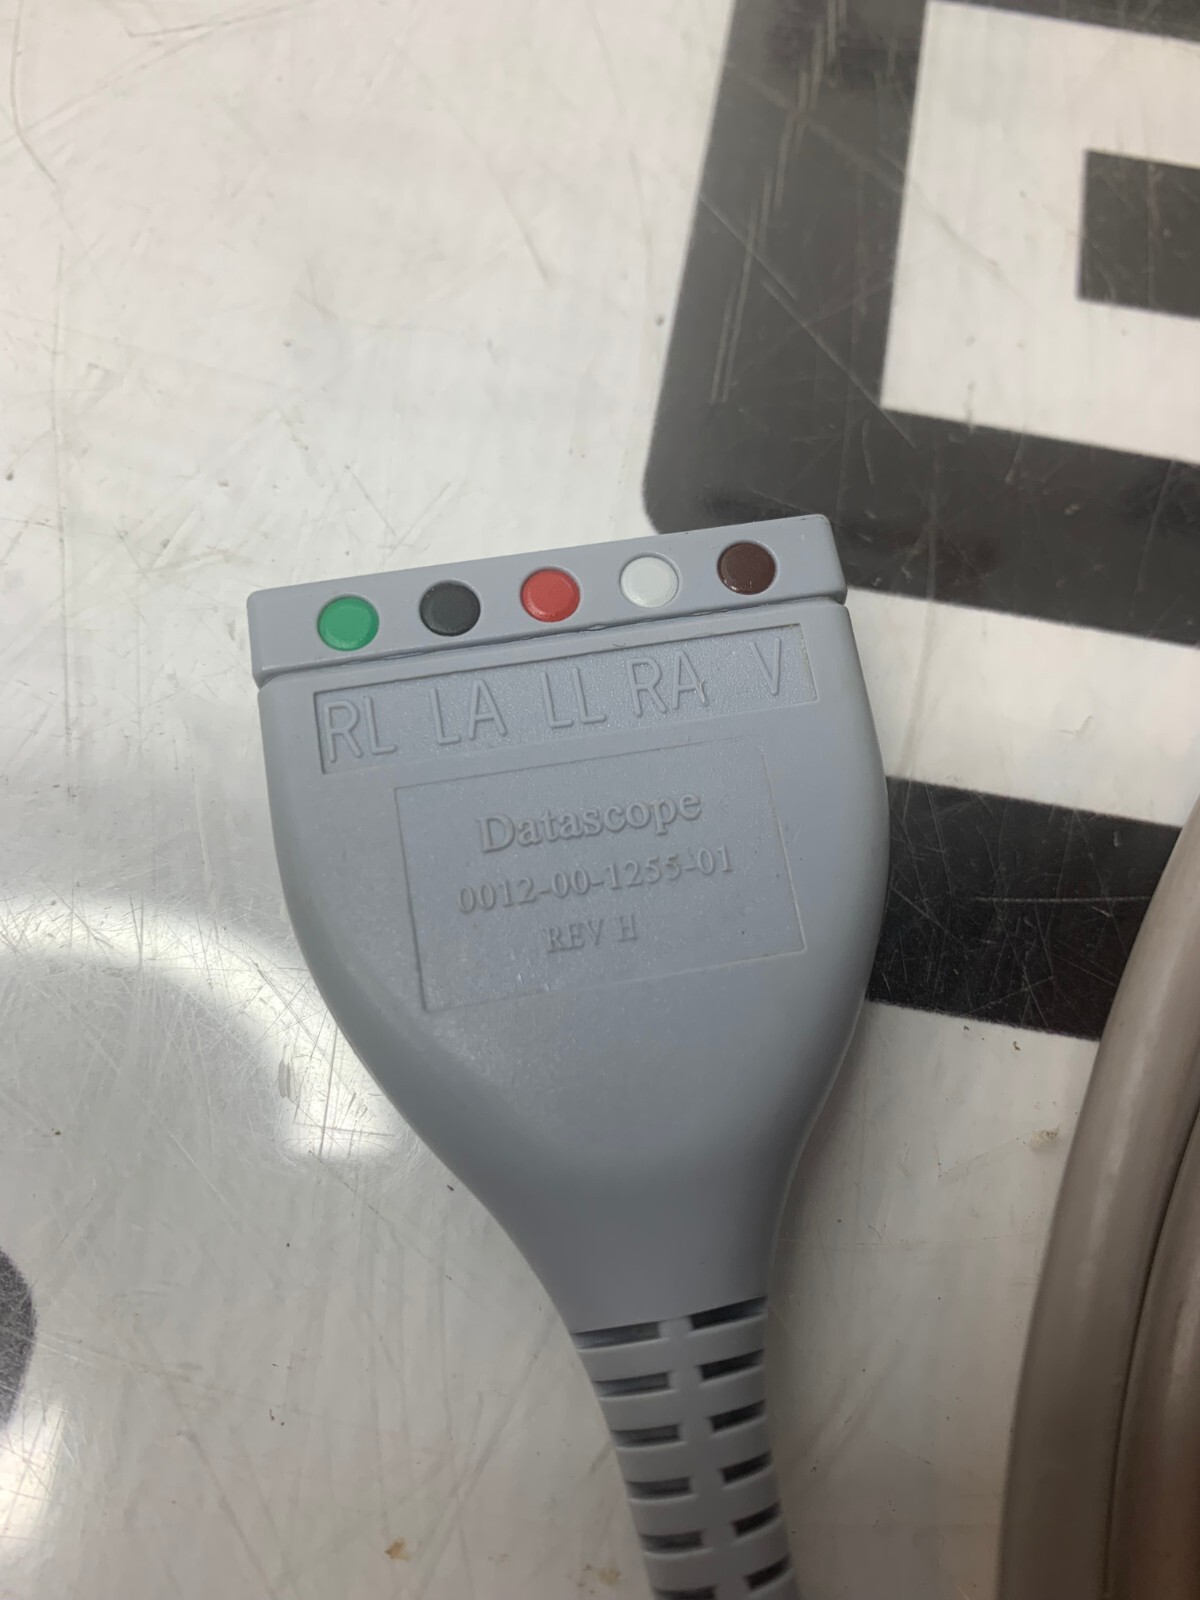 RL LA LL RA V
Datascope
0012-00-1255-01
REV H